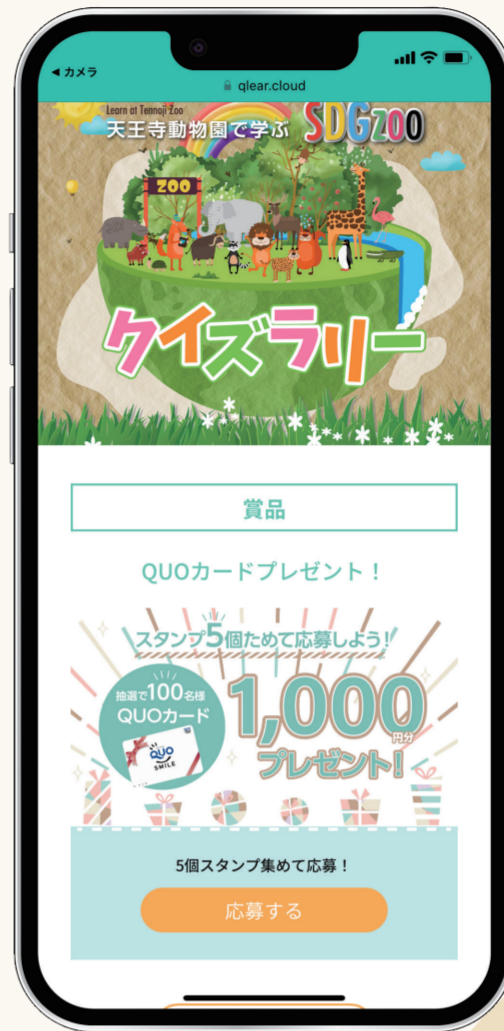 ◀ カメラ
qlear.cloud
Learn at Tennoji Zoo
天王寺動物園で学ぶ SDGZOO
ZOO
クイズラリー
賞品
QUOカードプレゼント！
スタンプ5個ためて応募しよう！
抽選で100名様
QUOカード
QUO
SMILE
1,000
円分
プレゼント！
5個スタンプ集めて応募！
応募する